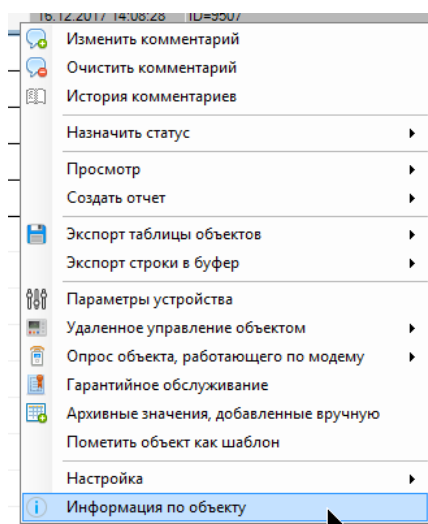 16.12.2017 14:08:28 ID=9507
Изменить комментарий
Очистить комментарий
История комментариев
Назначить статус
Просмотр
Создать отчет
Экспорт таблицы объектов
Экспорт строки в буфер
Параметры устройства
Удаленное управление объектом
Опрос объекта, работающего по модему
Гарантийное обслуживание
Архивные значения, добавленные вручную
Пометить объект как шаблон
Настройка
Информация по объекту